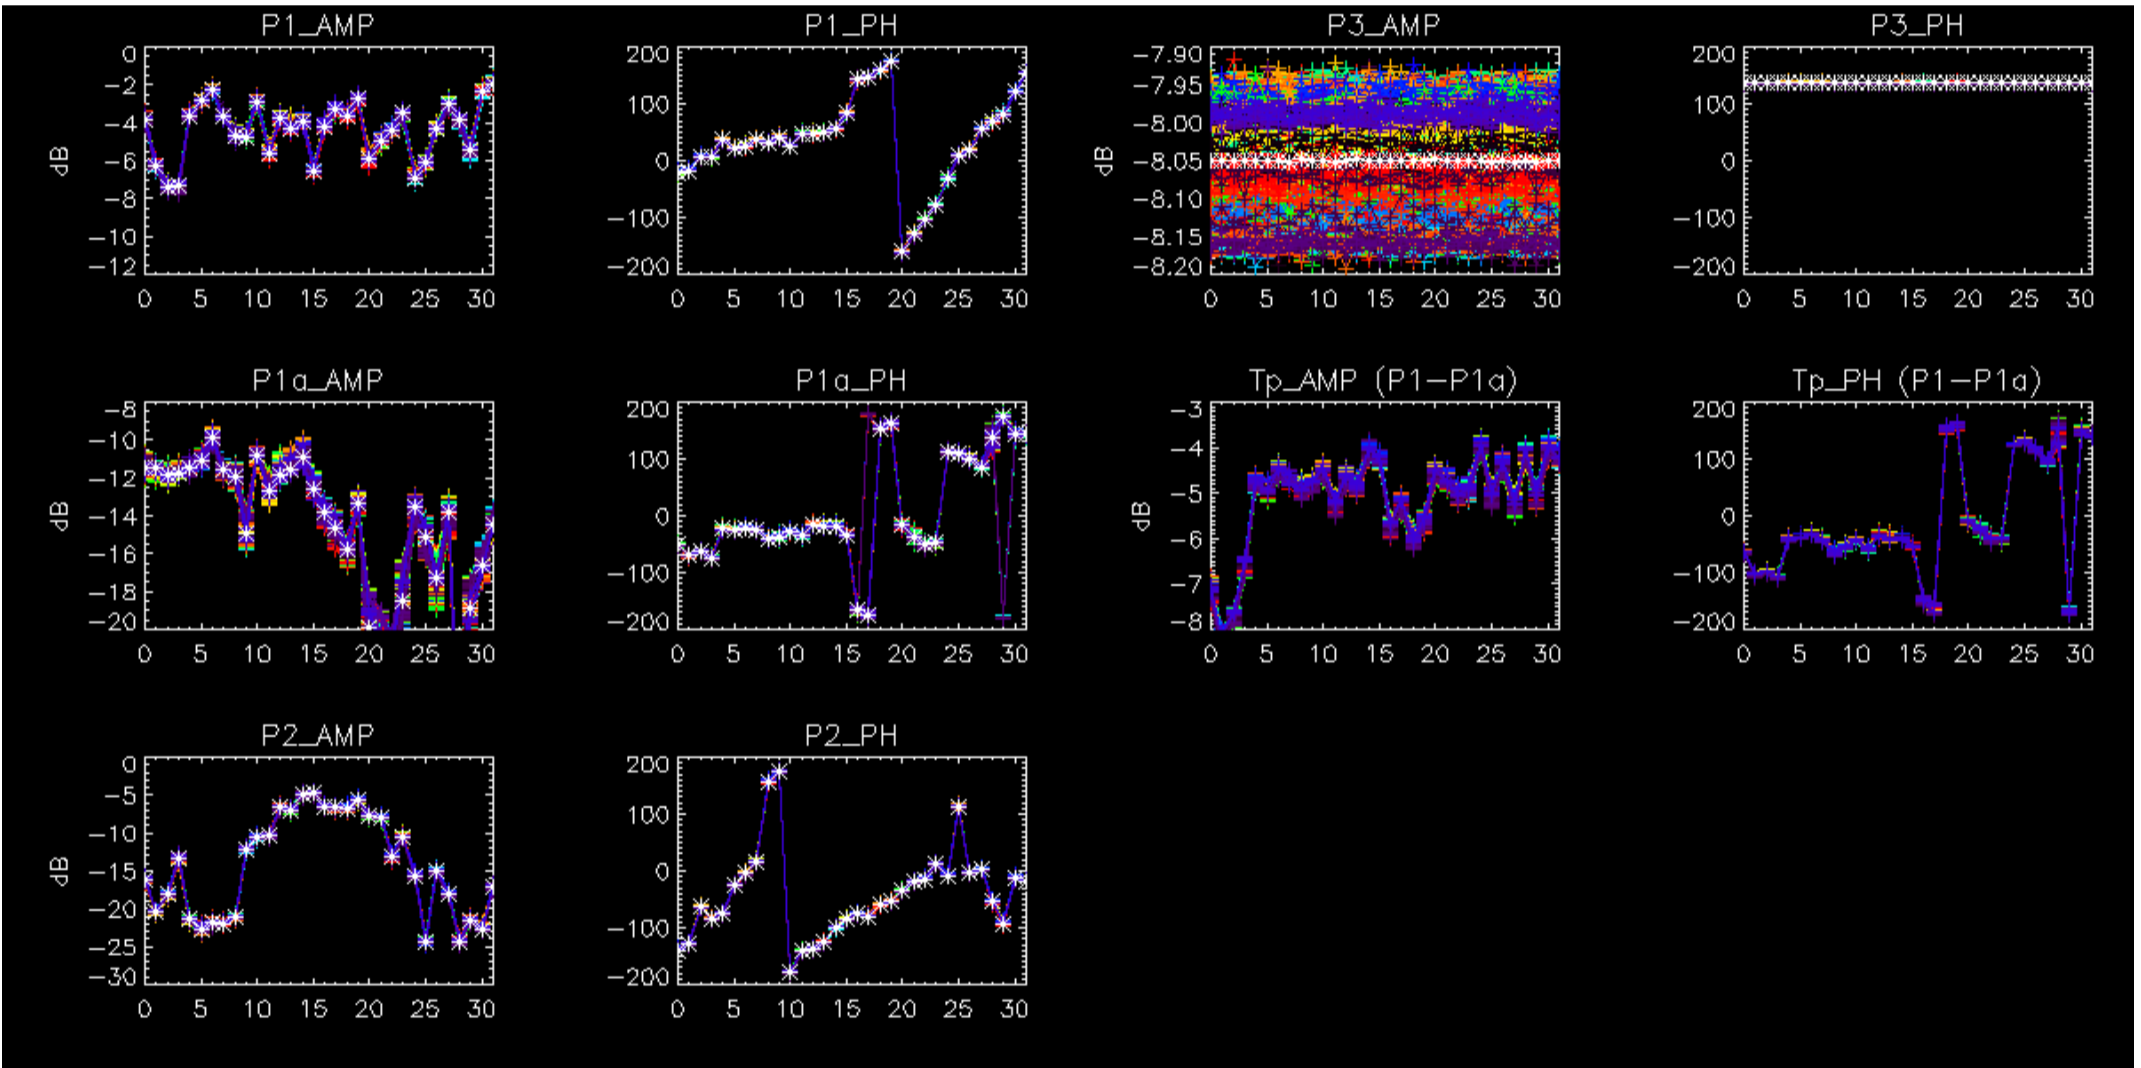 P1_AMP
P1_PH
P3_AMP
P3_PH
0
-2
-4
-6
-8
-10
-12
dB
0 5 10 15 20 25 30
200
100
0
-100
-200
0 5 10 15 20 25 30
-7.90
-7.95
-8.00
-8.05
-8.10
-8.15
-8.20
dB
0 5 10 15 20 25 30
200
100
0
-100
-200
0 5 10 15 20 25 30
P1a_AMP
P1a_PH
Tp_AMP (P1-P1a)
Tp_PH (P1-P1a)
-8
-10
-12
-14
-16
-18
-20
dB
0 5 10 15 20 25 30
200
100
0
-100
-200
0 5 10 15 20 25 30
-3
-4
-5
-6
-7
-8
dB
0 5 10 15 20 25 30
200
100
0
-100
-200
0 5 10 15 20 25 30
P2_AMP
P2_PH
0
-5
-10
-15
-20
-25
-30
dB
0 5 10 15 20 25 30
200
100
0
-100
-200
0 5 10 15 20 25 30